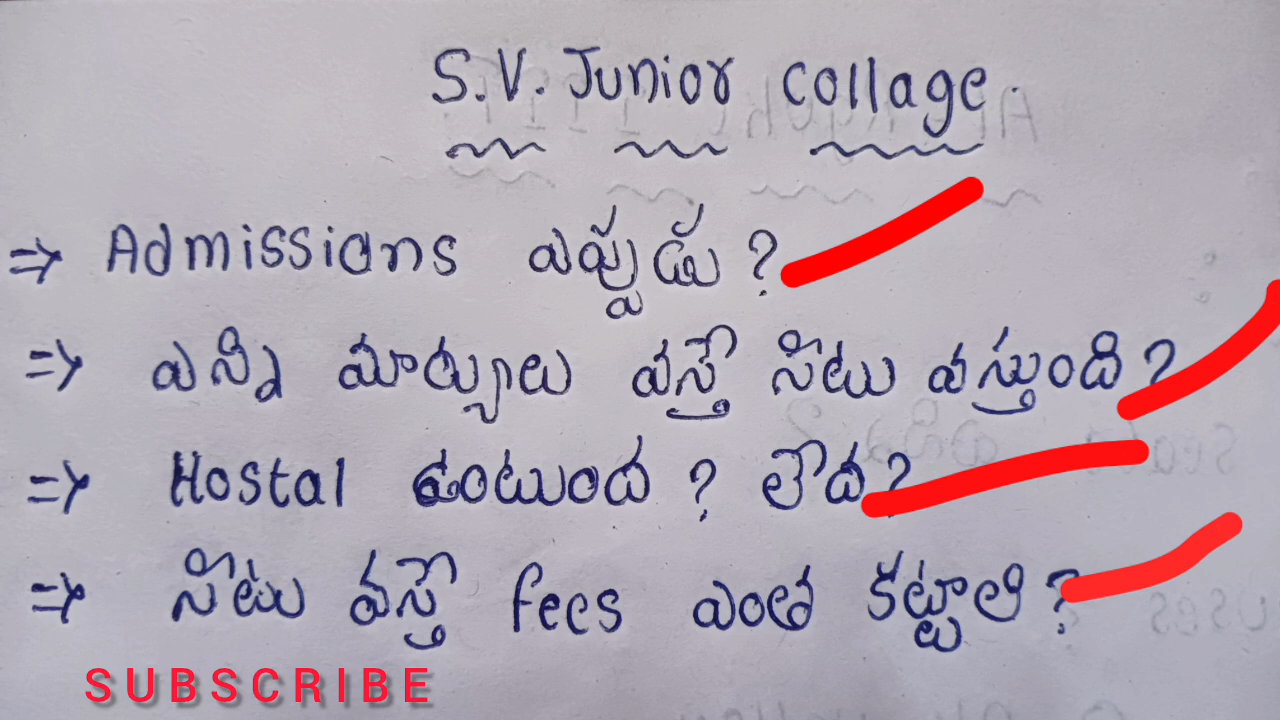 S.V. Junior collage.
=> Admissions ఎప్పుడు ?
=> ఎన్ని మార్కులు వస్తే సీటు వస్తుంది ?
=> Hostal ఉంటుంద ? లేద ?
=> సీటు వస్తే fees ఎంత కట్టాలి ?
SUBSCRIBE